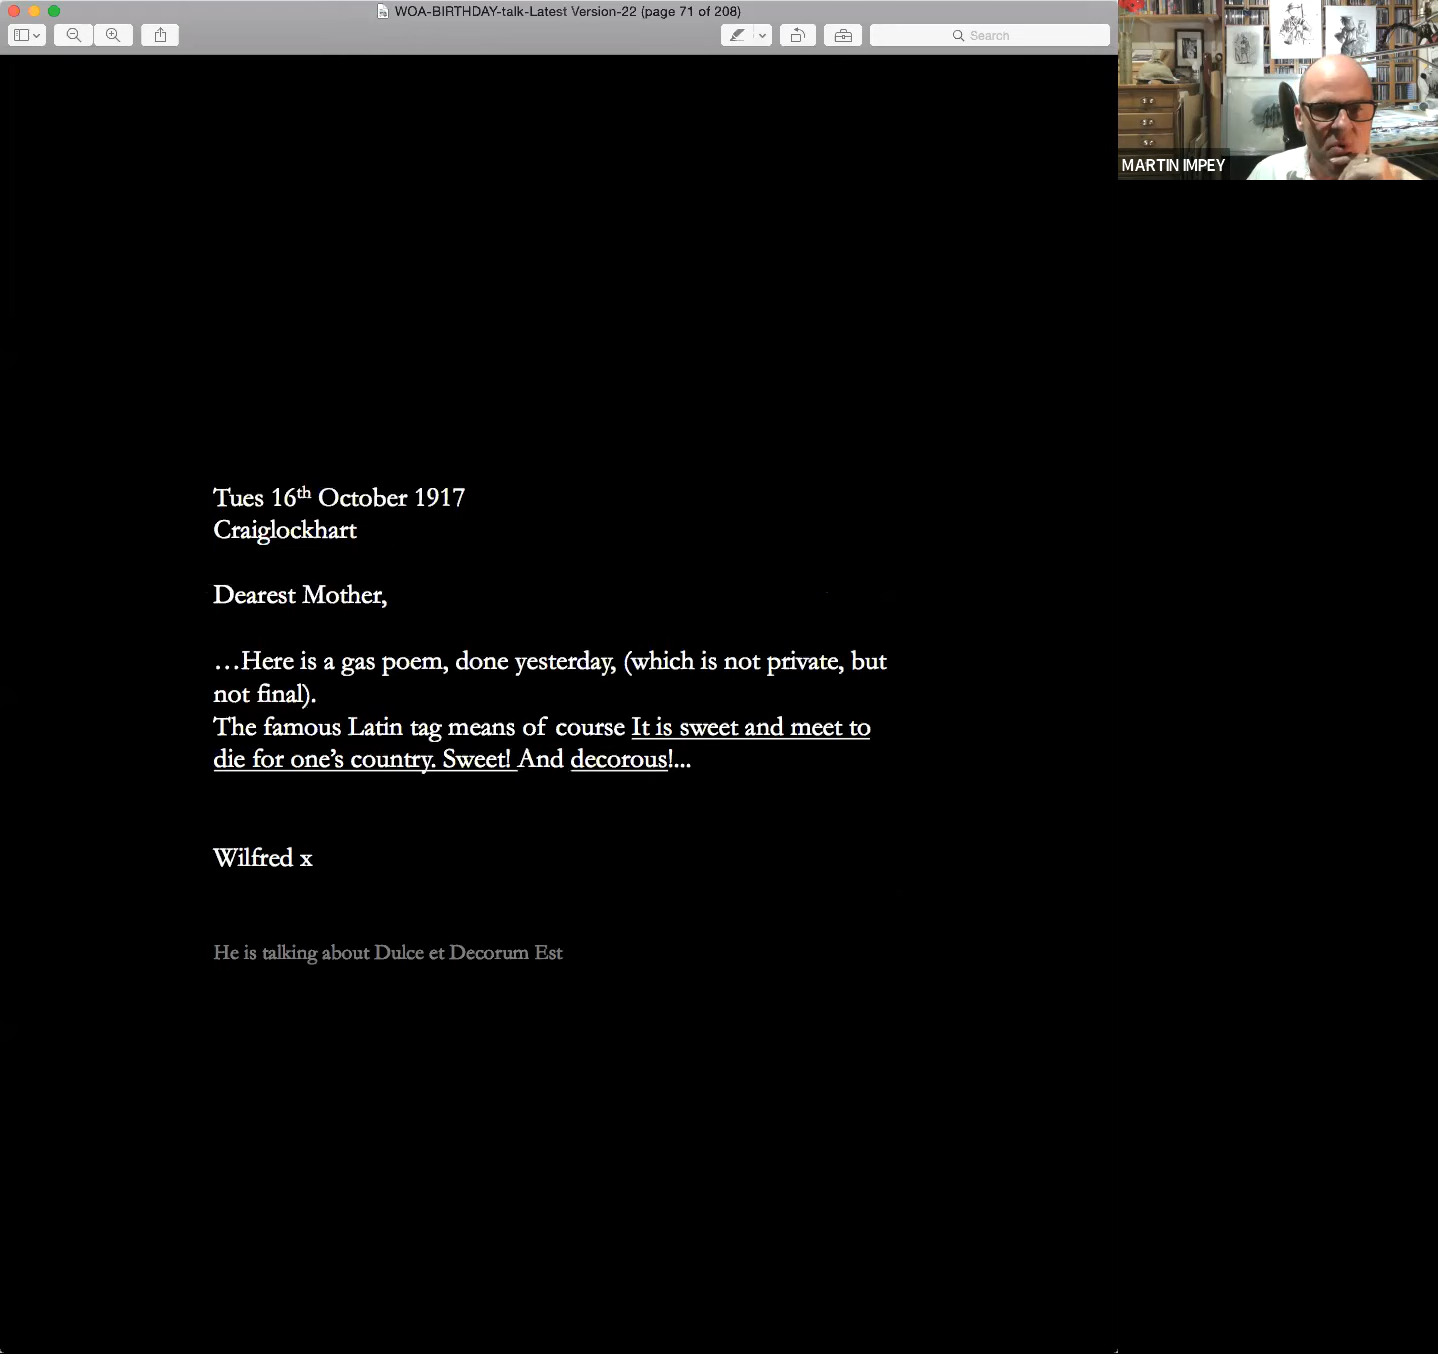 WOA-BIRTHDAY-talk-Latest Version-22 (page 71 of 208)
Search
MARTIN IMPEY
Tues 16th October 1917
Craiglockhart
Dearest Mother,
…Here is a gas poem, done yesterday, (which is not private, but
not final).
The famous Latin tag means of course It is sweet and meet to
die for one’s country. Sweet! And decorous!...
Wilfred x
He is talking about Dulce et Decorum Est